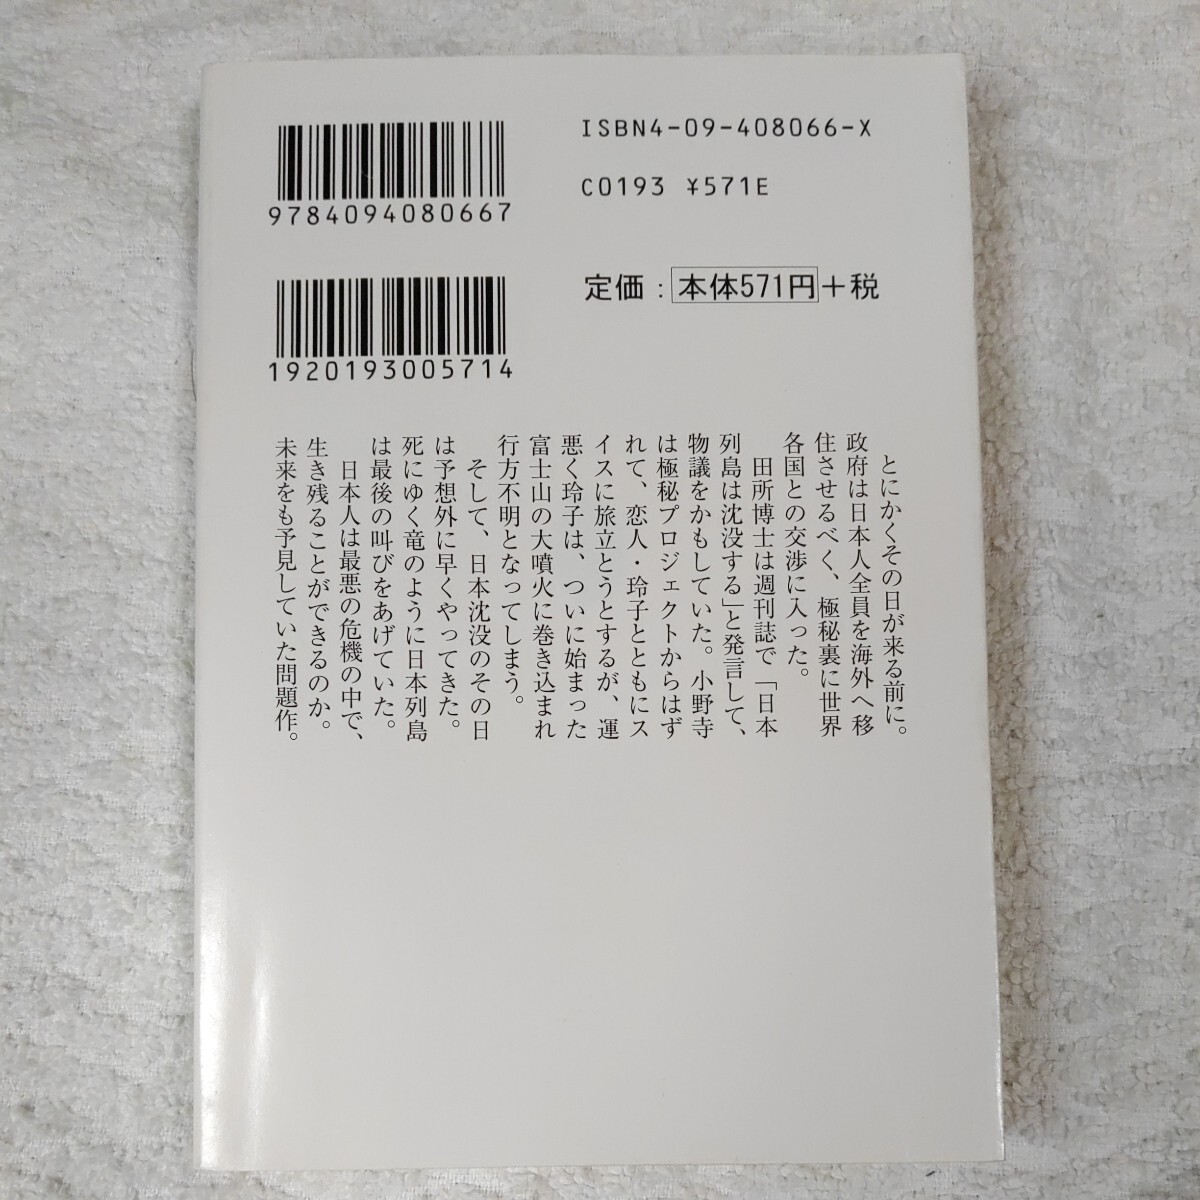 ISBN4-09-408066-X
C0193 ¥571E
定価：本体571円＋税
9784094080667
1920193005714
とにかくその日が来る前に。
政府は日本人全員を海外へ移
住させるべく、極秘裏に世界
各国との交渉に入った。
田所博士は週刊誌で「日本
列島は沈没する」と発言して、
物議をかもしていた。小野寺
は極秘プロジェクトからはず
れて、恋人・玲子とともにス
イスに旅立とうとするが、運
悪く玲子は、ついに始まった
富士山の大噴火に巻き込まれ
行方不明となってしまう。
そして、日本沈没のその日
は予想外に早くやってきた。
死にゆく竜のように日本列島
は最後の叫びをあげていた。
日本人は最悪の危機の中で、
生き残ることができるのか。
未来をも予見していた問題作。